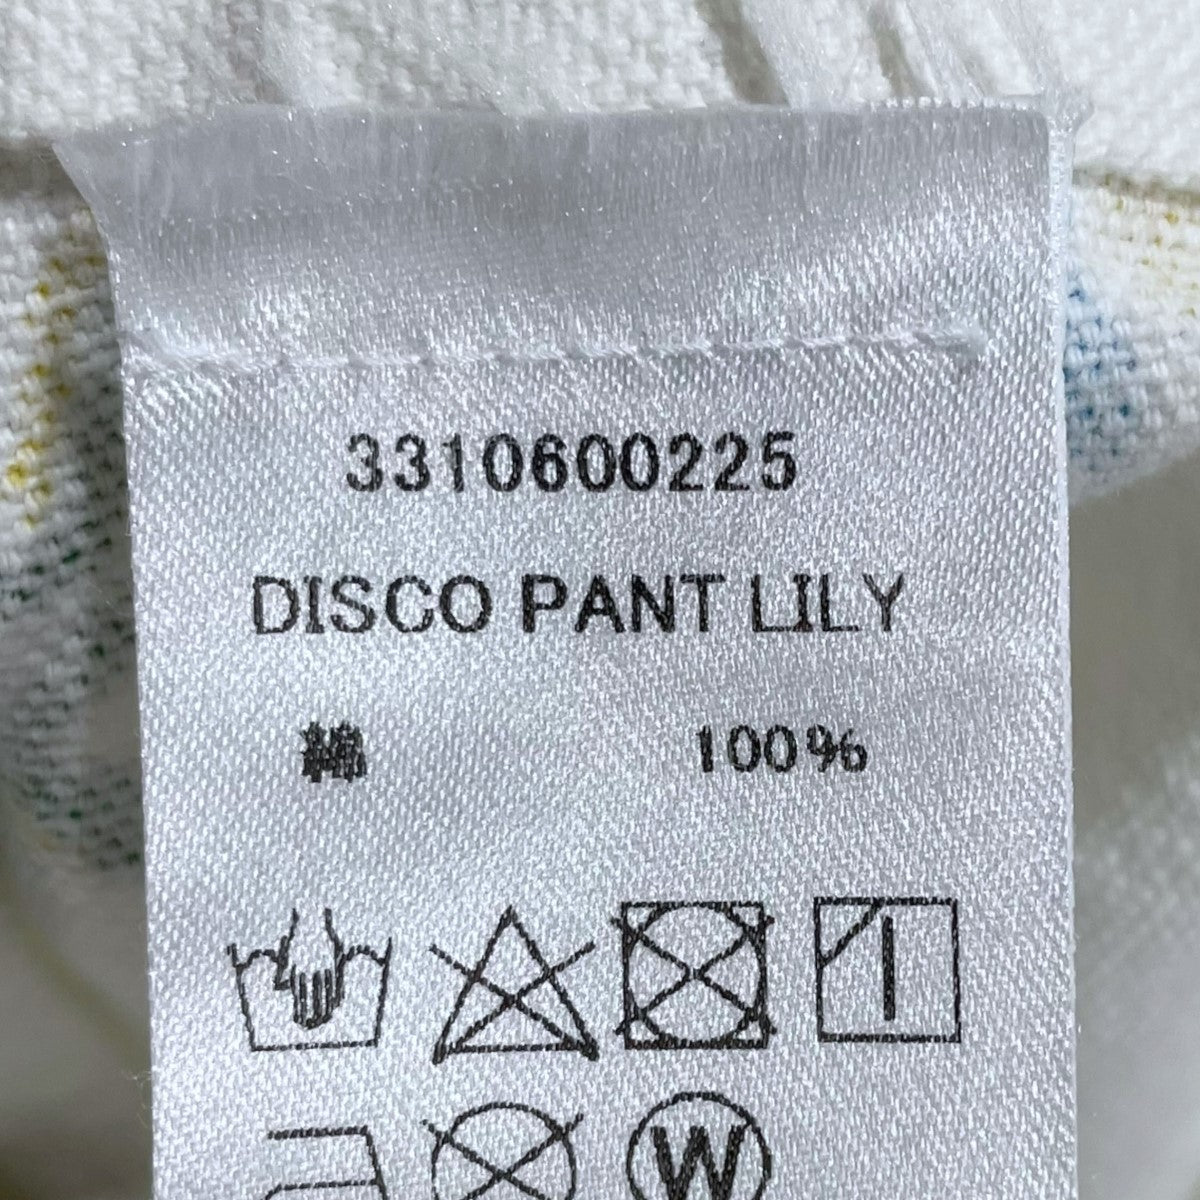 3310600225
DISCO PANT LILY
綿 100%
W